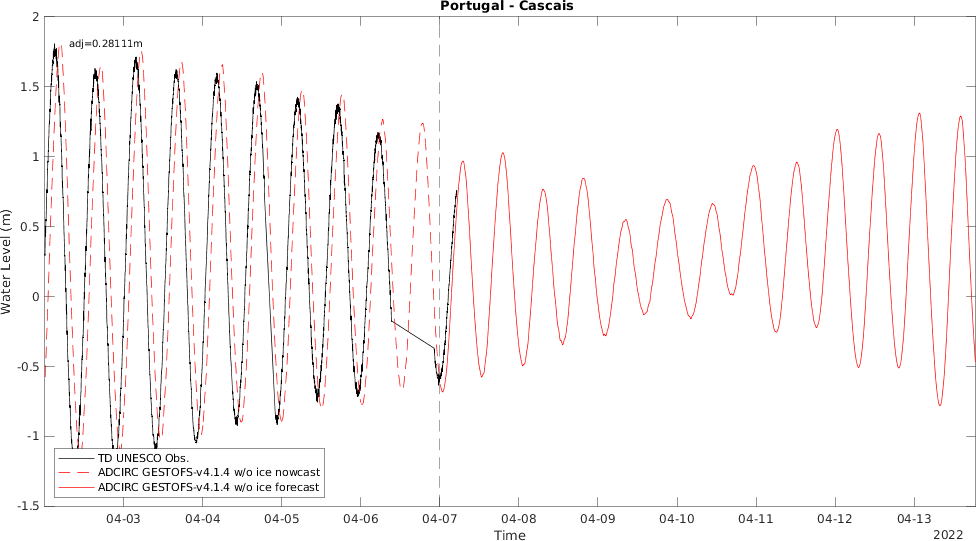 Portugal - Cascais
adj=0.28111m
Water Level (m)
2
1.5
1
0.5
0
-0.5
-1
-1.5
TD UNESCO Obs.
ADCIRC GESTOFS-v4.1.4 w/o ice nowcast
ADCIRC GESTOFS-v4.1.4 w/o ice forecast
04-03 04-04 04-05 04-06 04-07 04-08 04-09 04-10 04-11 04-12 04-13
Time
2022